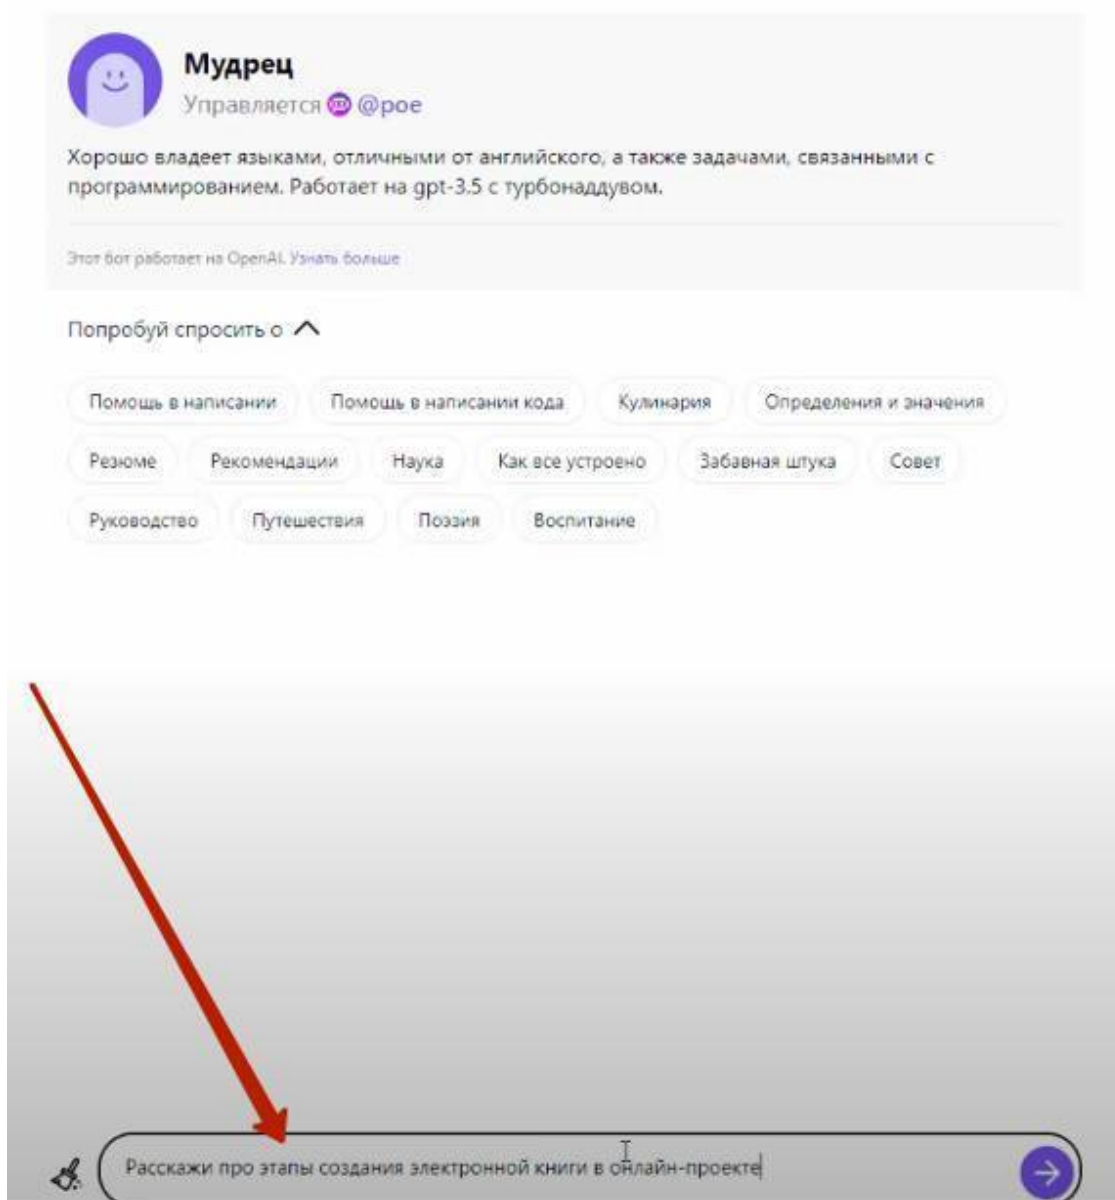 Мудрец
Управляется @poe
Хорошо владеет языками, отличными от английского, а также задачами, связанными с
программированием. Работает на gpt-3.5 с турбонаддувом.
Этот бот работает на OpenAI. Узнать больше
Попробуй спросить о
Помощь в написании Помощь в написании кода Кулинария Определения и значения
Резюме Рекомендации Наука Как все устроено Забавная штука Совет
Руководство Путешествия Поэзия Воспитание
Расскажи про этапы создания электронной книги в онлайн-проекте